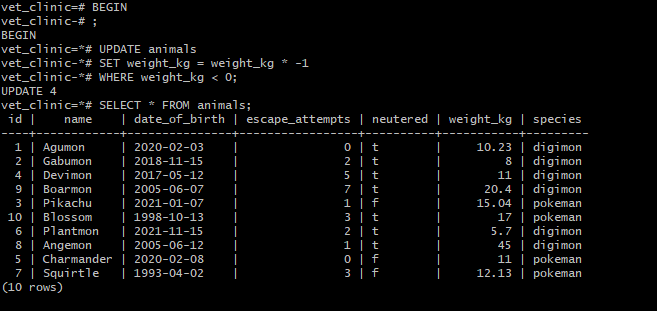 vet_clinic=# BEGIN
vet_clinic-# ;
BEGIN
vet_clinic=*# UPDATE animals
vet_clinic-*# SET weight_kg = weight_kg * -1
vet_clinic-*# WHERE weight_kg < 0;
UPDATE 4
vet_clinic=*# SELECT * FROM animals;
 id |    name    | date_of_birth | escape_attempts | neutered | weight_kg | species
----+------------+---------------+-----------------+----------+-----------+---------
  1 | Agumon     | 2020-02-03    |               0 | t        |     10.23 | digimon
  2 | Gabumon    | 2018-11-15    |               2 | t        |         8 | digimon
  4 | Devimon    | 2017-05-12    |               5 | t        |        11 | digimon
  9 | Boarmon    | 2005-06-07    |               7 | t        |      20.4 | digimon
  3 | Pikachu    | 2021-01-07    |               1 | f        |     15.04 | pokeman
 10 | Blossom    | 1998-10-13    |               3 | t        |        17 | pokeman
  6 | Plantmon   | 2021-11-15    |               2 | t        |       5.7 | digimon
  8 | Angemon    | 2005-06-12    |               1 | t        |        45 | digimon
  5 | Charmander | 2020-02-08    |               0 | f        |        11 | pokeman
  7 | Squirtle   | 1993-04-02    |               3 | f        |     12.13 | pokeman
(10 rows)